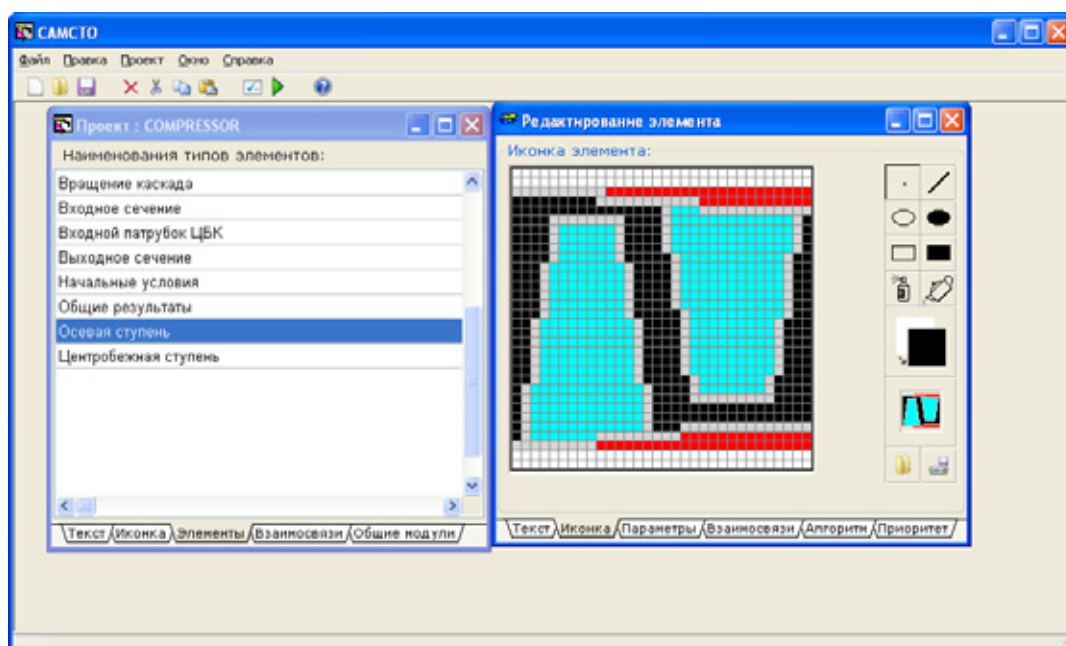 САМСТО
Файл Правка Проект Окно Справка
Проект : COMPRESSOR
Наименования типов элементов:
Вращение каскада
Входное сечение
Входной патрубок ЦБК
Выходное сечение
Начальные условия
Общие результаты
Осевая ступень
Центробежная ступень
Текст Иконка Элементы Взаимосвязи Общие модули
Редактирование элемента
Иконка элемента:
Текст Иконка Параметры Взаимосвязи Алгоритм Приоритет